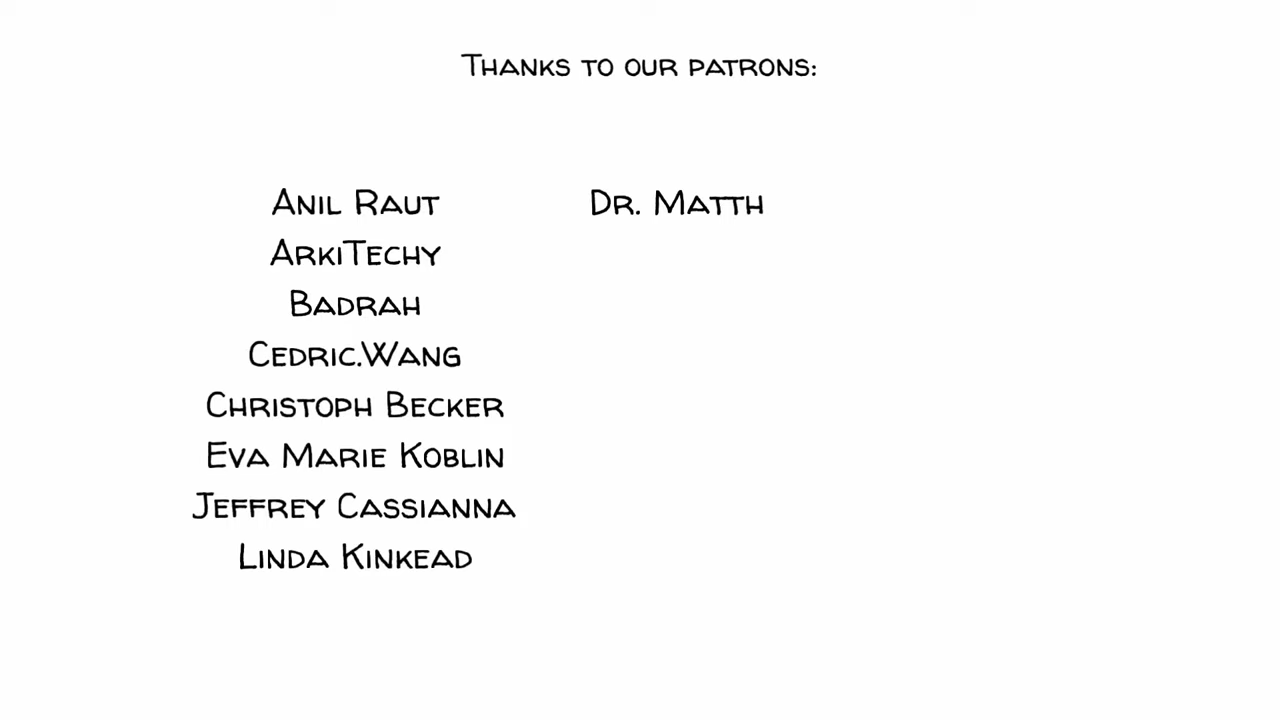 Thanks to our patrons:
Anil Raut
ArkiTechy
Badrah
Cedric.Wang
Christoph Becker
Eva Marie Koblin
Jeffrey Cassianna
Linda Kinkead
Dr. Matth